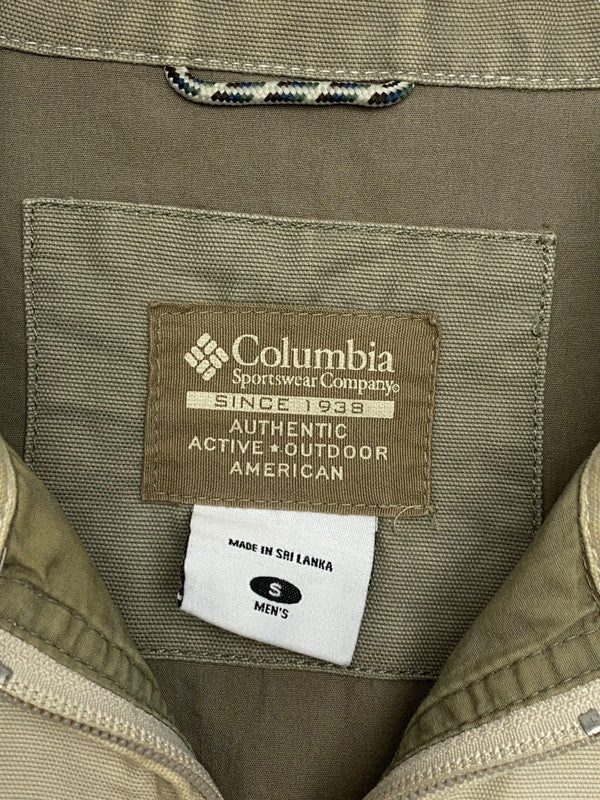 Columbia
Sportswear Company®
SINCE 1938
AUTHENTIC
ACTIVE★OUTDOOR
AMERICAN
MADE IN SRI LANKA
S
MEN'S